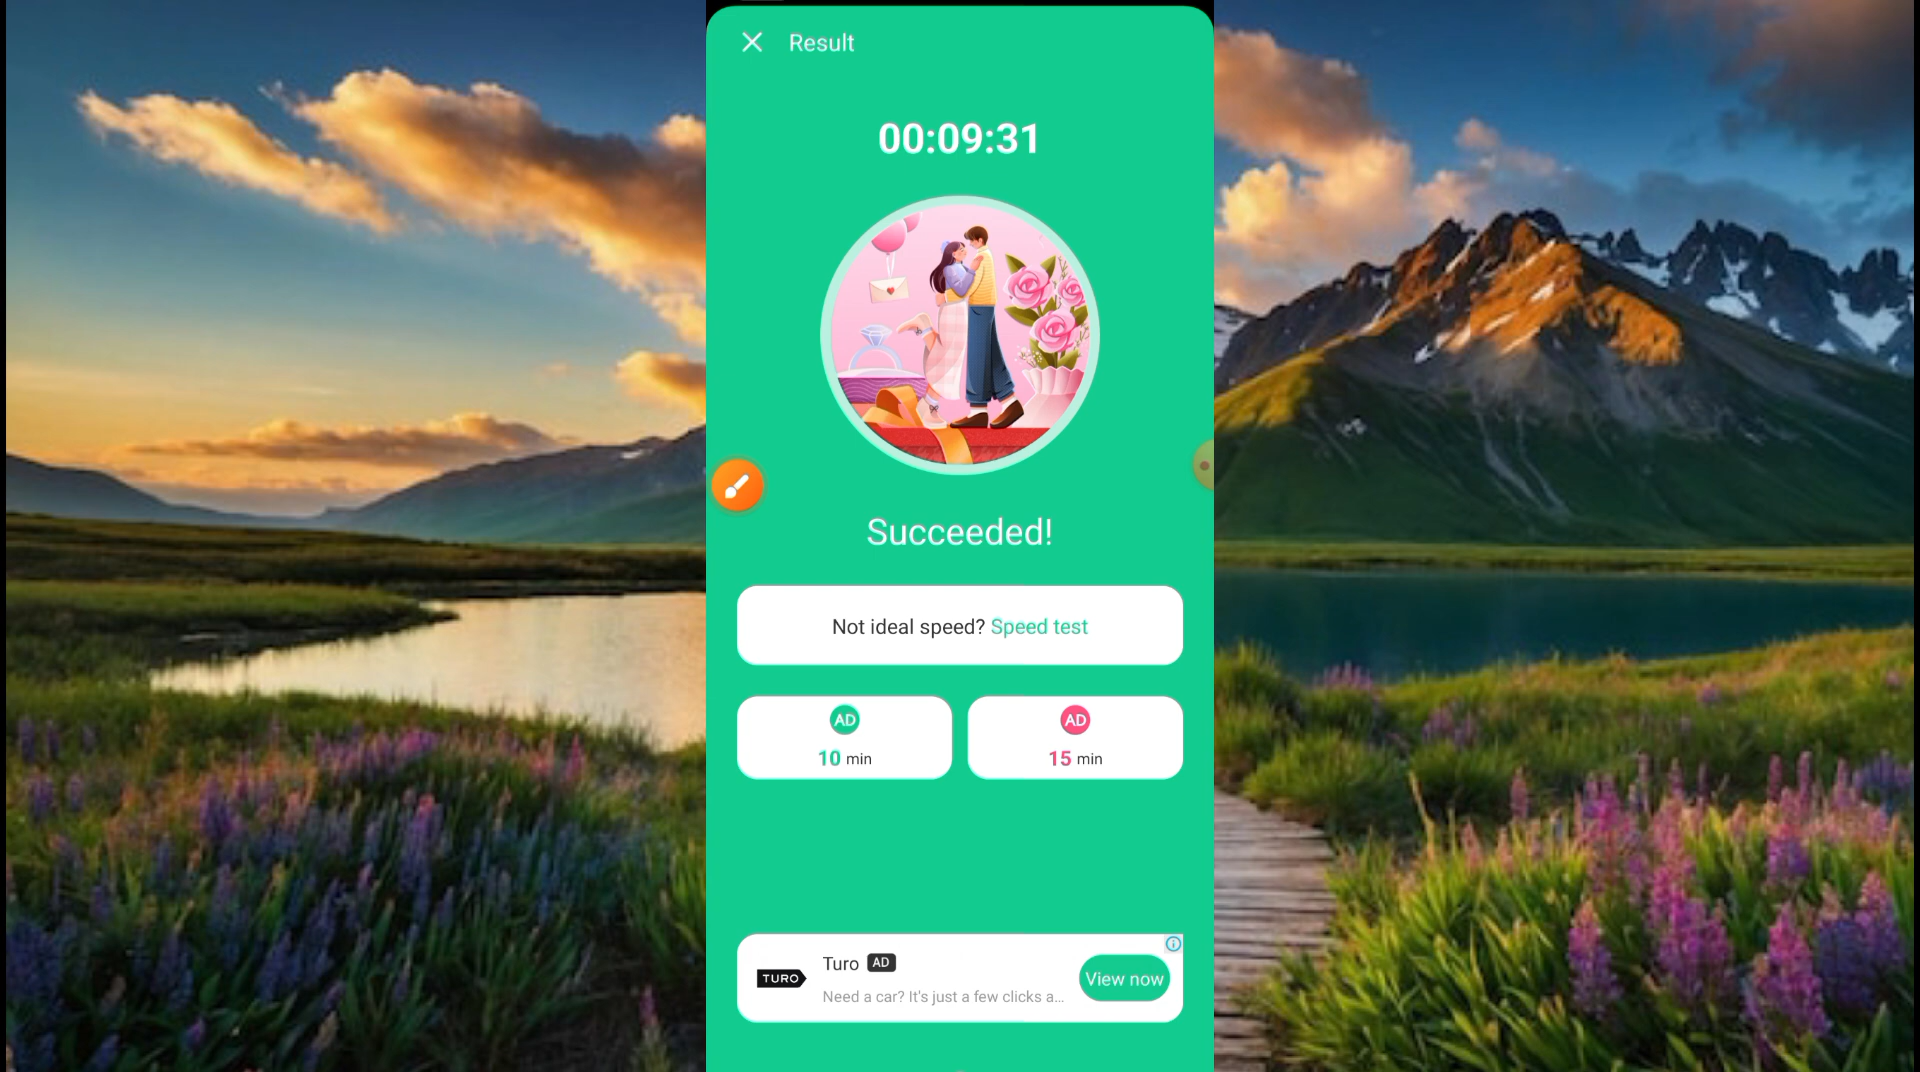 Result
00:09:31
Succeeded!
Not ideal speed? Speed test
AD
10 min
AD
15 min
TURO
Turo AD
Need a car? It's just a few clicks a...
View now